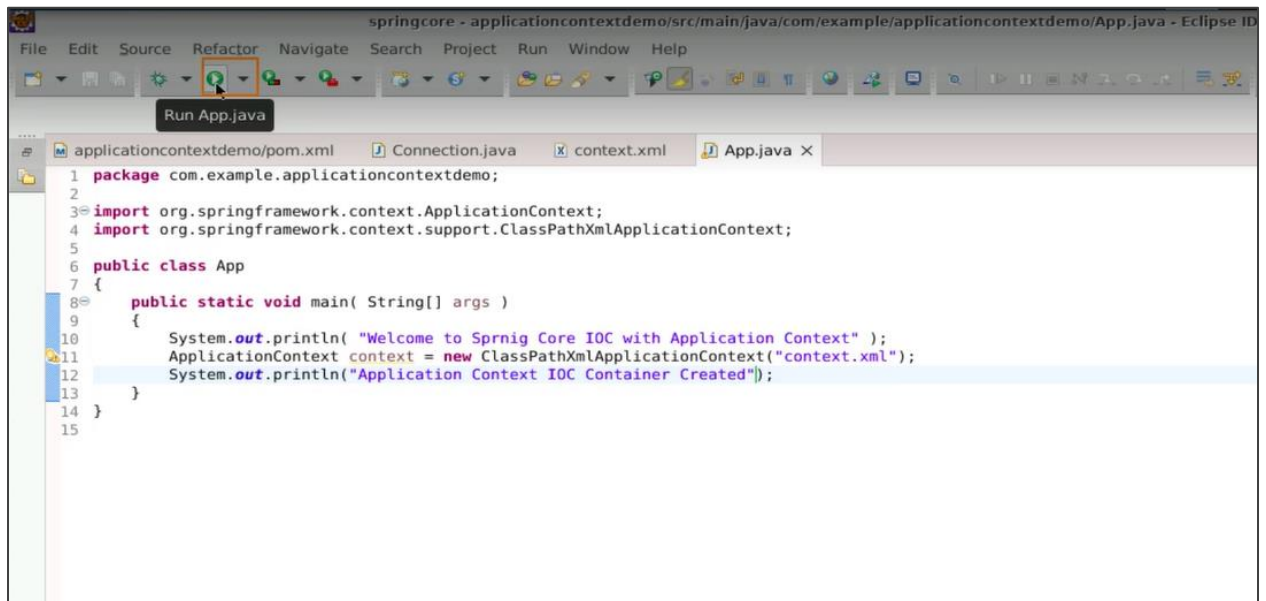 springcore - applicationcontextdemo/src/main/java/com/example/applicationcontextdemo/App.java - Eclipse ID
File Edit Source Refactor Navigate Search Project Run Window Help
Run App.java
applicationcontextdemo/pom.xml Connection.java context.xml App.java
1 package com.example.applicationcontextdemo;
2
3 import org.springframework.context.ApplicationContext;
4 import org.springframework.context.support.ClassPathXmlApplicationContext;
5
6 public class App
7 {
8 public static void main( String[] args )
9 {
10 System.out.println( "Welcome to Sprnig Core IOC with Application Context" );
11 ApplicationContext context = new ClassPathXmlApplicationContext("context.xml");
12 System.out.println("Application Context IOC Container Created");
13 }
14 }
15